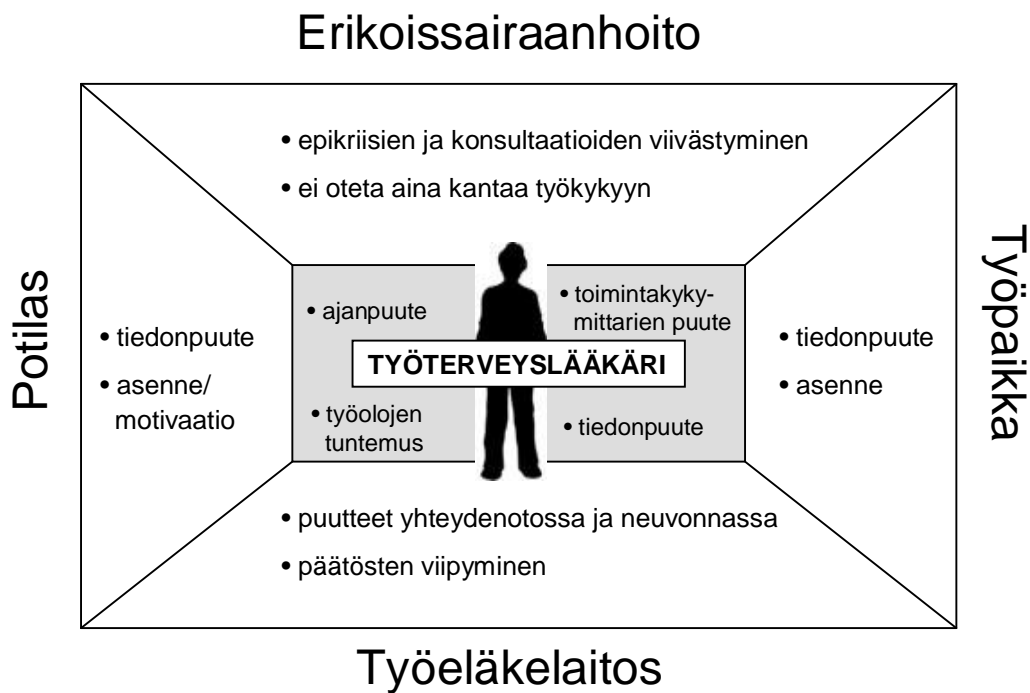 Erikoissairaanhoito
• epikriisien ja konsultaatioiden viivästyminen
• ei oteta aina kantaa työkykyyn
Potilas
• tiedonpuute
• asenne/
motivaatio
• ajanpuute
• toimintakyky-
mittarien puute
TYÖTERVEYSLÄÄKÄRI
• työolojen
tuntemus
• tiedonpuute
Työpaikka
• tiedonpuute
• asenne
• puutteet yhteydenotossa ja neuvonnassa
• päätösten viipyminen
Työeläkelaitos